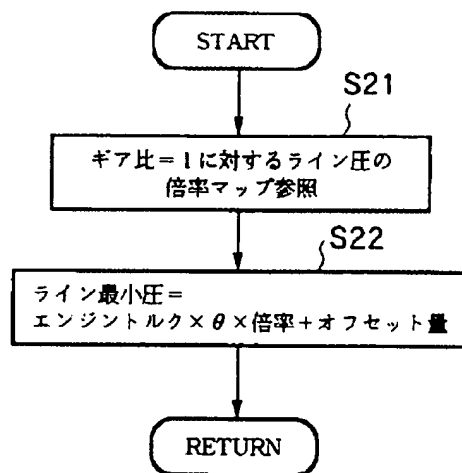 START
S21
ギア比=1に対するライン圧の
倍率マップ参照
S22
ライン最小圧=
エンジントルク×θ×倍率+オフセット量
RETURN